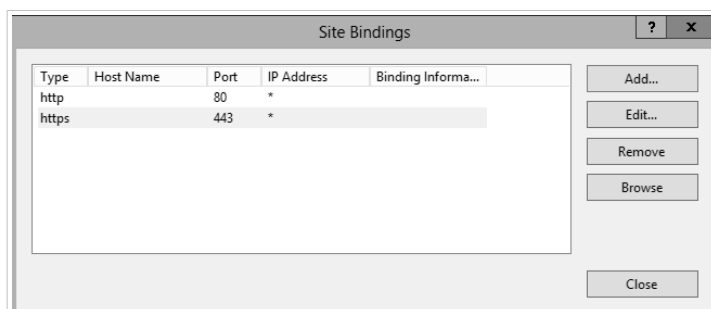 Site Bindings
? x
Type Host Name Port IP Address Binding Informa...
http 80 *
https 443 *
Add...
Edit...
Remove
Browse
Close